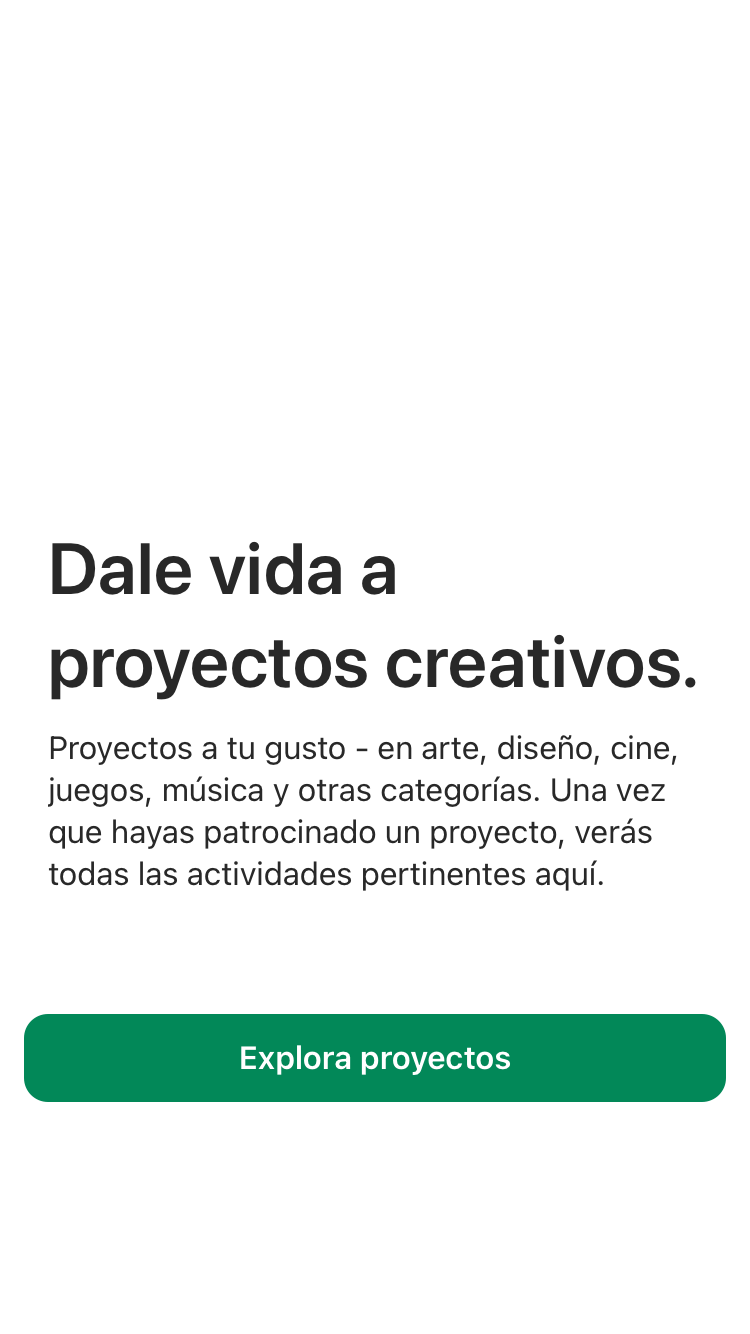 Dale vida a
proyectos creativos.
Proyectos a tu gusto - en arte, diseño, cine,
juegos, música y otras categorías. Una vez
que hayas patrocinado un proyecto, verás
todas las actividades pertinentes aquí.
Explora proyectos